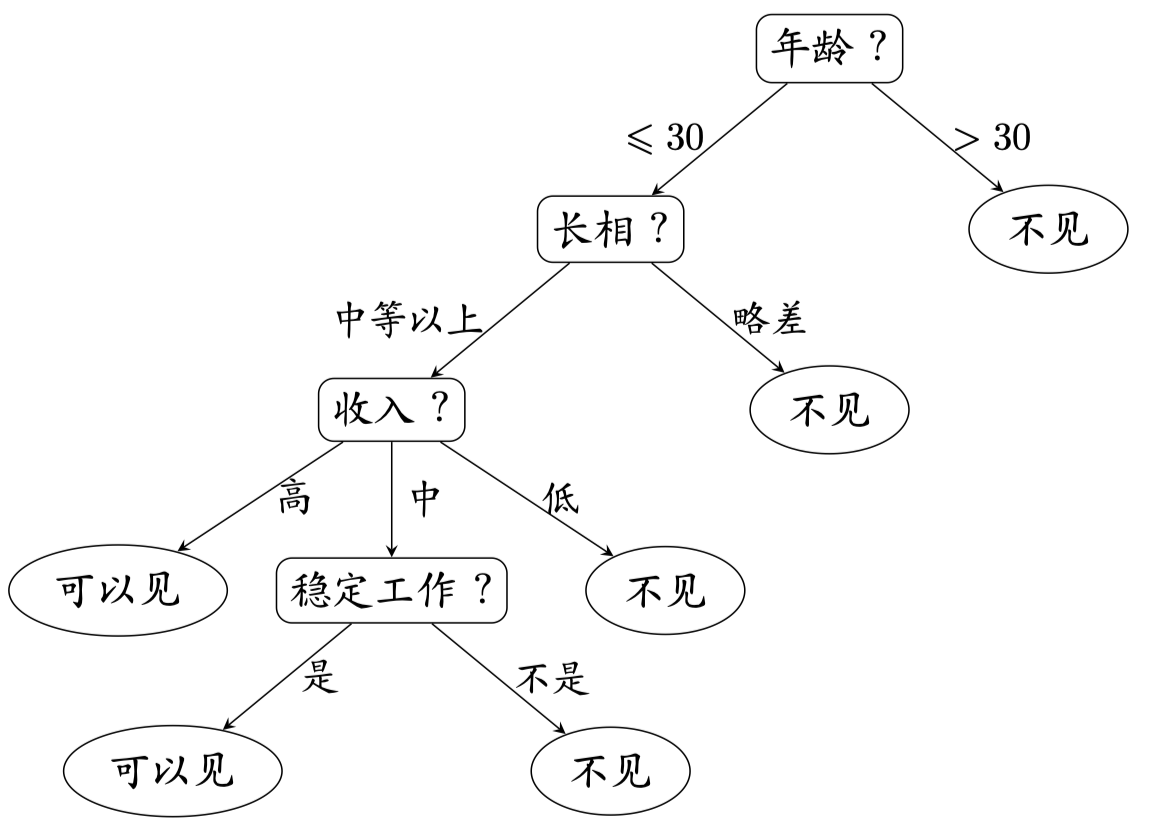 年龄？
⩽ 30
> 30
长相？
不见
中等以上
略差
收入？
不见
高
中
低
可以见
稳定工作？
不见
是
不是
可以见
不见